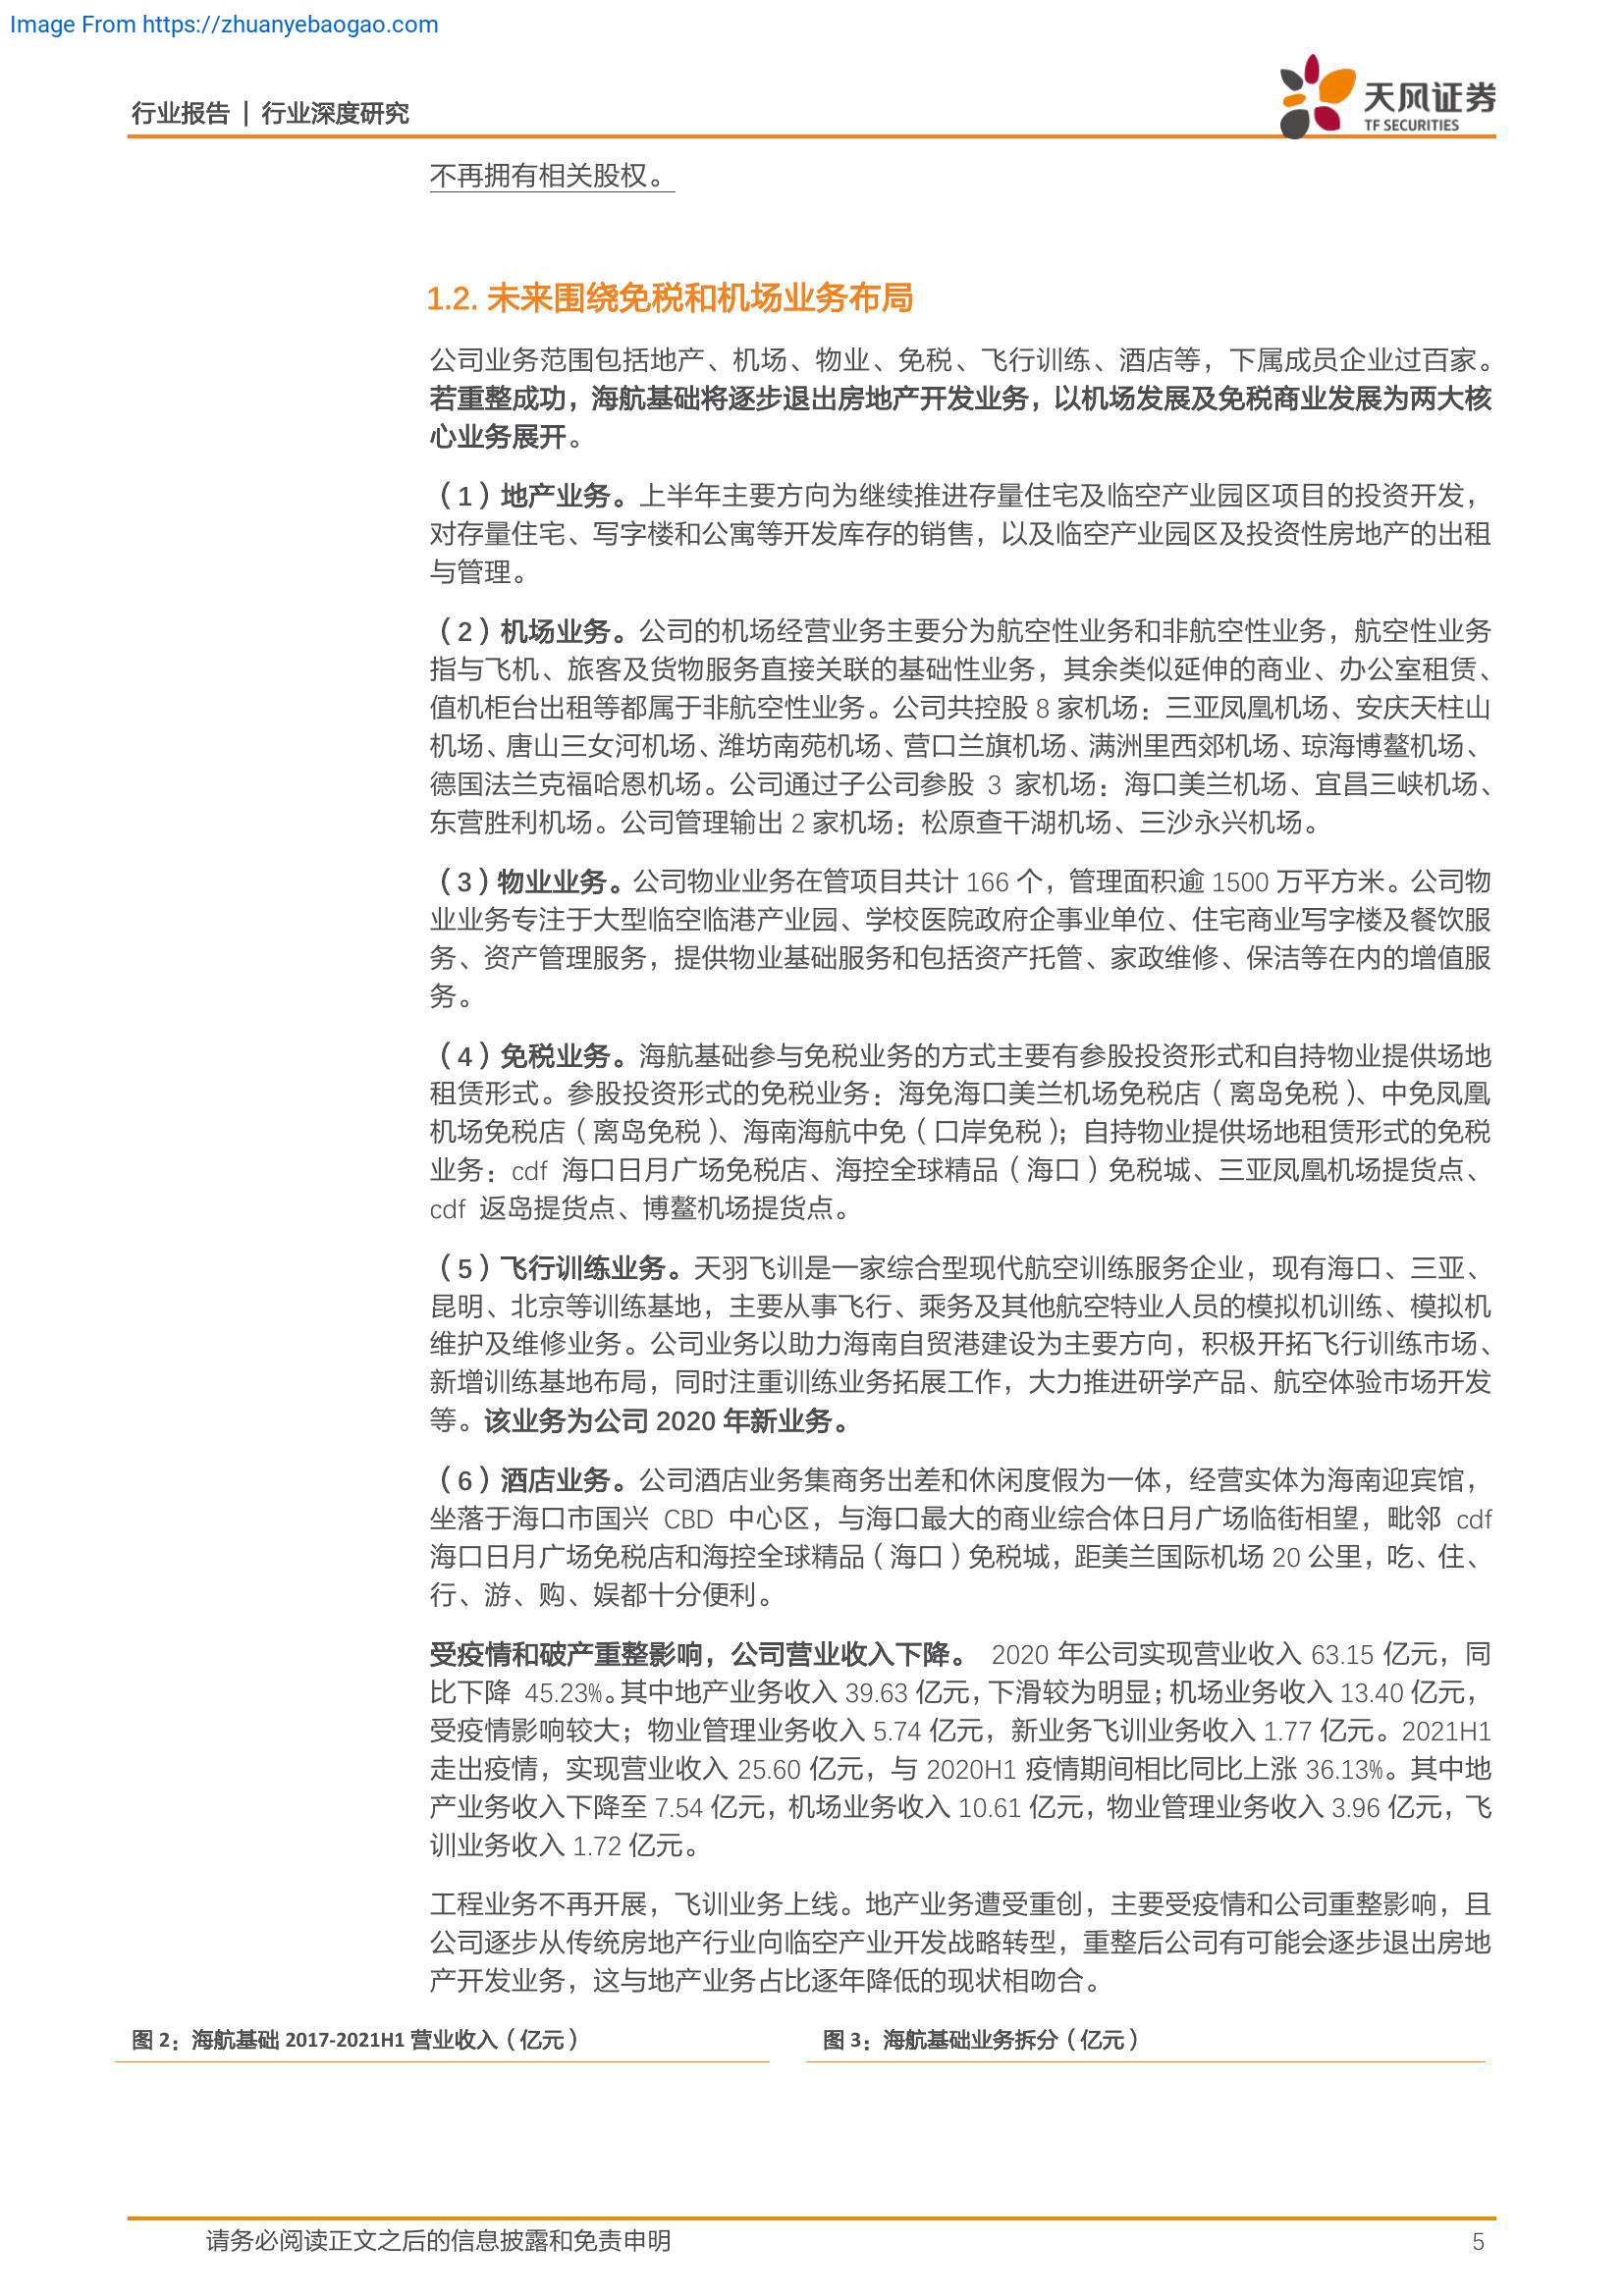 Image From https://zhuanyebaogao.com
行业报告 | 行业深度研究
天风证券
TF SECURITIES
不再拥有相关股权。
1.2. 未来围绕免税和机场业务布局
公司业务范围包括地产、机场、物业、免税、飞行训练、酒店等，下属成员企业过百家。
若重整成功，海航基础将逐步退出房地产开发业务，以机场发展及免税商业发展为两大核
心业务展开。
（1）地产业务。上半年主要方向为继续推进存量住宅及临空产业园区项目的投资开发，
对存量住宅、写字楼和公寓等开发库存的销售，以及临空产业园区及投资性房地产的出租
与管理。
（2）机场业务。公司的机场经营业务主要分为航空性业务和非航空性业务，航空性业务
指与飞机、旅客及货物服务直接关联的基础性业务，其余类似延伸的商业、办公室租赁、
值机柜台出租等都属于非航空性业务。公司共控股 8 家机场：三亚凤凰机场、安庆天柱山
机场、唐山三女河机场、潍坊南苑机场、营口兰旗机场、满洲里西郊机场、琼海博鳌机场、
德国法兰克福哈恩机场。公司通过子公司参股 3 家机场：海口美兰机场、宜昌三峡机场、
东营胜利机场。公司管理输出 2 家机场：松原查干湖机场、三沙永兴机场。
（3）物业业务。公司物业业务在管项目共计 166 个，管理面积逾 1500 万平方米。公司物
业业务专注于大型临空临港产业园、学校医院政府企事业单位、住宅商业写字楼及餐饮服
务、资产管理服务，提供物业基础服务和包括资产托管、家政维修、保洁等在内的增值服
务。
（4）免税业务。海航基础参与免税业务的方式主要有参股投资形式和自持物业提供场地
租赁形式。参股投资形式的免税业务：海免海口美兰机场免税店（离岛免税）、中免凤凰
机场免税店（离岛免税）、海南海航中免（口岸免税）；自持物业提供场地租赁形式的免税
业务：cdf 海口日月广场免税店、海控全球精品（海口）免税城、三亚凤凰机场提货点、
cdf 返岛提货点、博鳌机场提货点。
（5）飞行训练业务。天羽飞训是一家综合型现代航空训练服务企业，现有海口、三亚、
昆明、北京等训练基地，主要从事飞行、乘务及其他航空特业人员的模拟机训练、模拟机
维护及维修业务。公司业务以助力海南自贸港建设为主要方向，积极开拓飞行训练市场、
新增训练基地布局，同时注重训练业务拓展工作，大力推进研学产品、航空体验市场开发
等。该业务为公司 2020 年新业务。
（6）酒店业务。公司酒店业务集商务出差和休闲度假为一体，经营实体为海南迎宾馆，
坐落于海口市国兴 CBD 中心区，与海口最大的商业综合体日月广场临街相望，毗邻 cdf
海口日月广场免税店和海控全球精品（海口）免税城，距美兰国际机场 20 公里，吃、住、
行、游、购、娱都十分便利。
受疫情和破产重整影响，公司营业收入下降。 2020 年公司实现营业收入 63.15 亿元，同
比下降 45.23%。其中地产业务收入 39.63 亿元，下滑较为明显；机场业务收入 13.40 亿元，
受疫情影响较大；物业管理业务收入 5.74 亿元，新业务飞训业务收入 1.77 亿元。2021H1
走出疫情，实现营业收入 25.60 亿元，与 2020H1 疫情期间相比同比上涨 36.13%。其中地
产业务收入下降至 7.54 亿元，机场业务收入 10.61 亿元，物业管理业务收入 3.96 亿元，飞
训业务收入 1.72 亿元。
工程业务不再开展，飞训业务上线。地产业务遭受重创，主要受疫情和公司重整影响，且
公司逐步从传统房地产行业向临空产业开发战略转型，重整后公司有可能会逐步退出房地
产开发业务，这与地产业务占比逐年降低的现状相吻合。
图 2：海航基础 2017-2021H1 营业收入（亿元）
图 3：海航基础业务拆分（亿元）
请务必阅读正文之后的信息披露和免责申明
5